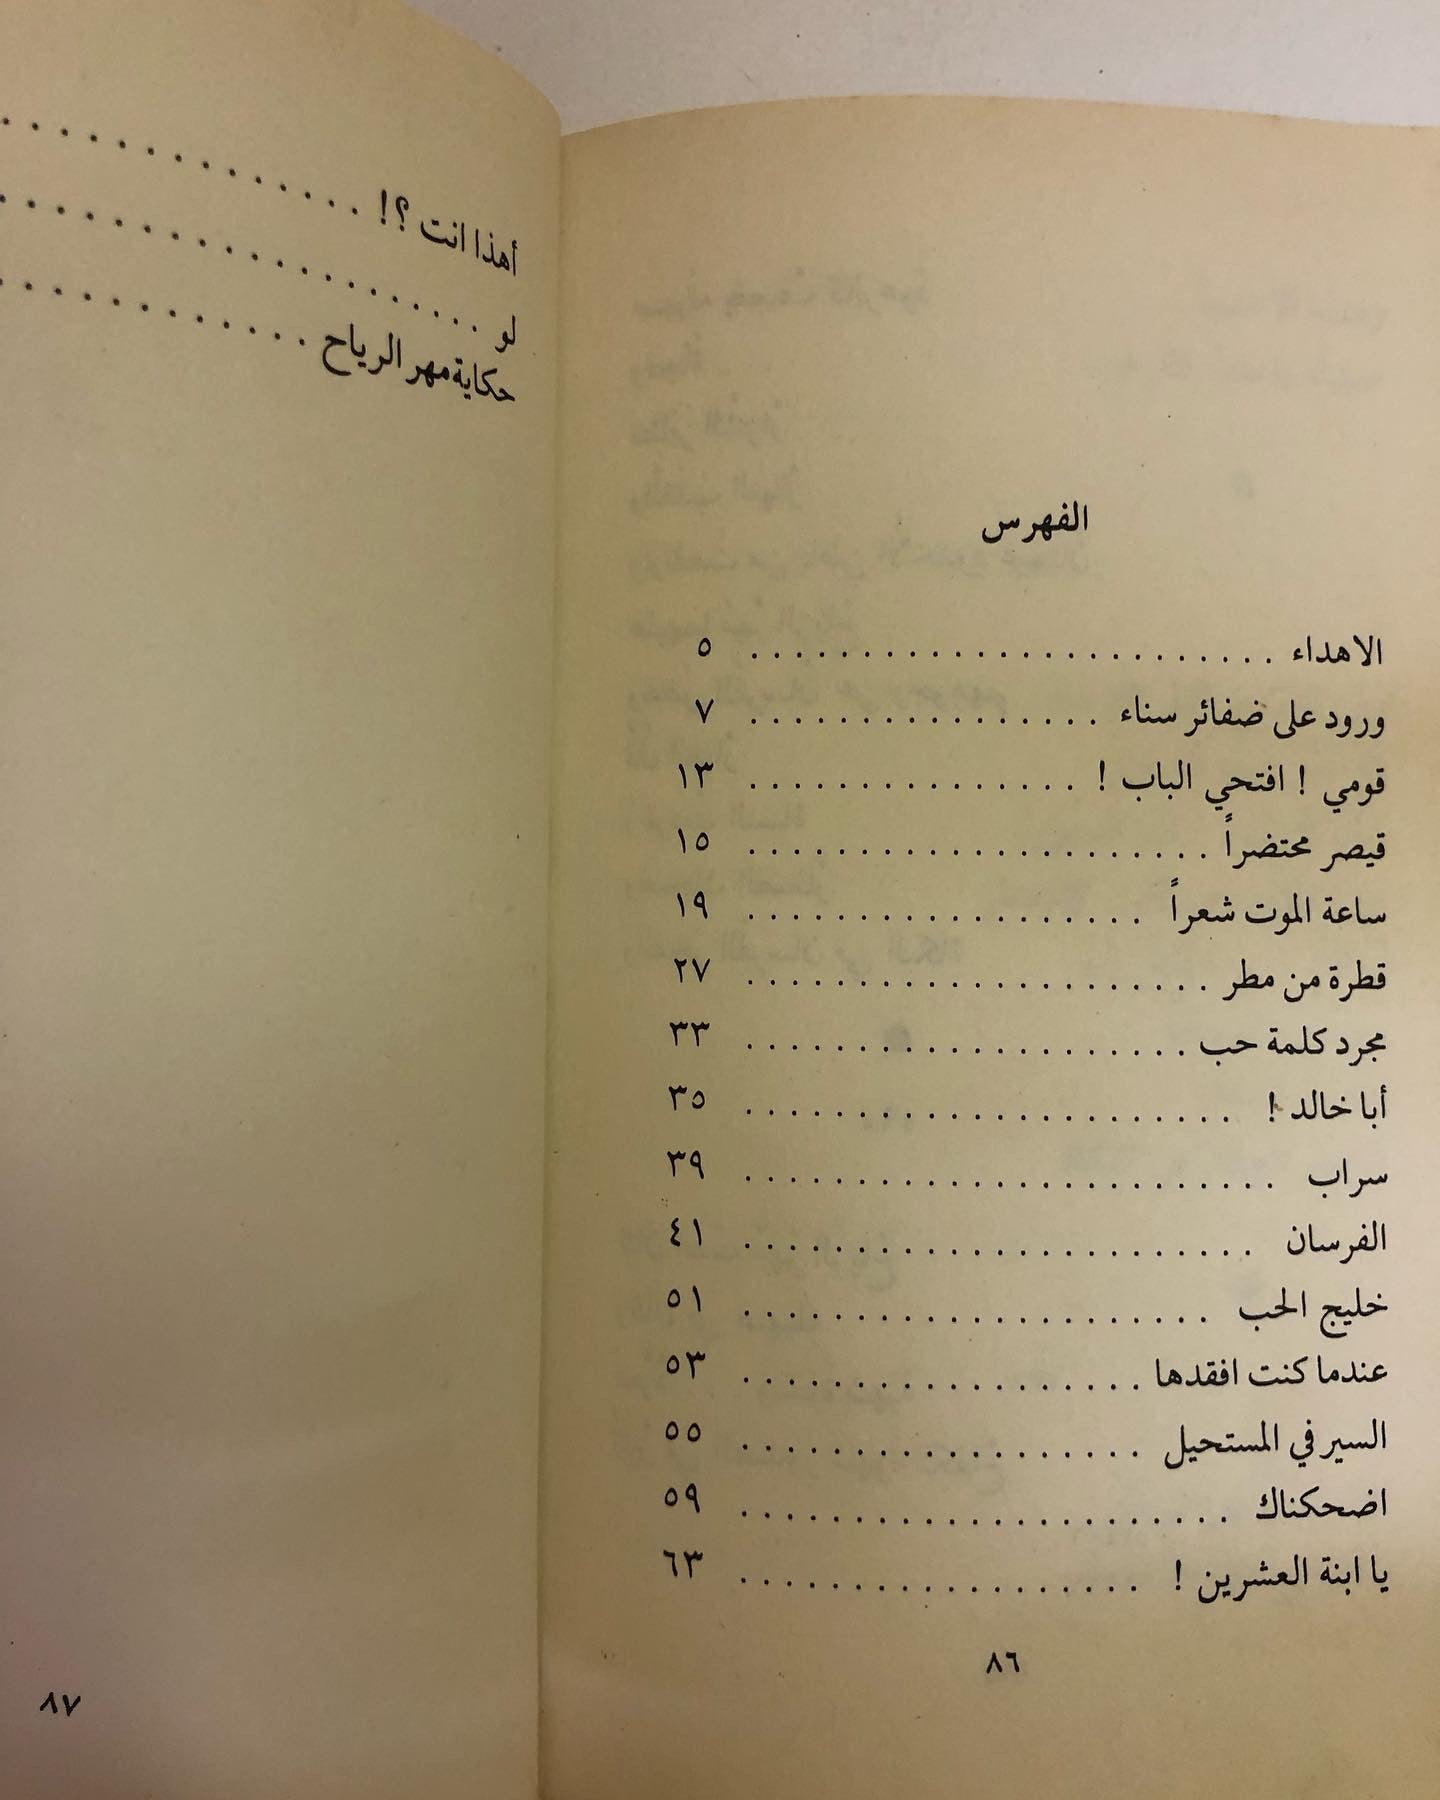 الفهرس
الاهداء . . . . . . . . . . . . . . . . . . . . . . . . ٥
ورود على ضفائر سناء . . . . . . . . . . . . . . . . ٧
قومي ! افتحي الباب ! . . . . . . . . . . . . . . . ١٣
قيصر محتضراً . . . . . . . . . . . . . . . . . . . . . ١٥
ساعة الموت شعراً . . . . . . . . . . . . . . . . . . ١٩
قطرة من مطر . . . . . . . . . . . . . . . . . . . . . ٢٧
مجرد كلمة حب . . . . . . . . . . . . . . . . . . . . ٣٣
أبا خالد ! . . . . . . . . . . . . . . . . . . . . . . ٣٥
سراب . . . . . . . . . . . . . . . . . . . . . . . . ٣٩
الفرسان . . . . . . . . . . . . . . . . . . . . . . . ٤١
خليج الحب . . . . . . . . . . . . . . . . . . . . . ٥١
عندما كنت افقدها . . . . . . . . . . . . . . . . . . ٥٣
السير في المستحيل . . . . . . . . . . . . . . . . . . ٥٥
اضحكناك . . . . . . . . . . . . . . . . . . . . . . ٥٩
يا ابنة العشرين ! . . . . . . . . . . . . . . . . . . ٦٣
٨٦
أهذا انت ؟! . . . . . . . . . . . . .
لو . . . . . . . . . . . . . . . . . .
حكاية مهر الرياح . . . . . . . . . . . .
٨٧